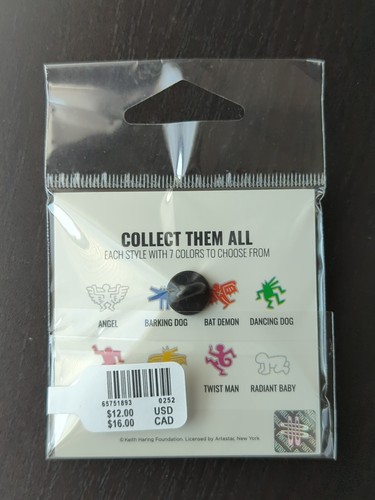 COLLECT THEM ALL
EACH STYLE WITH 7 COLORS TO CHOOSE FROM
ANGEL BARKING DOG BAT DEMON DANCING DOG
TWIST MAN RADIANT BABY
65751893 0252
$12.00 USD
$16.00 CAD
©Keith Haring Foundation. Licensed by Artestar, New York